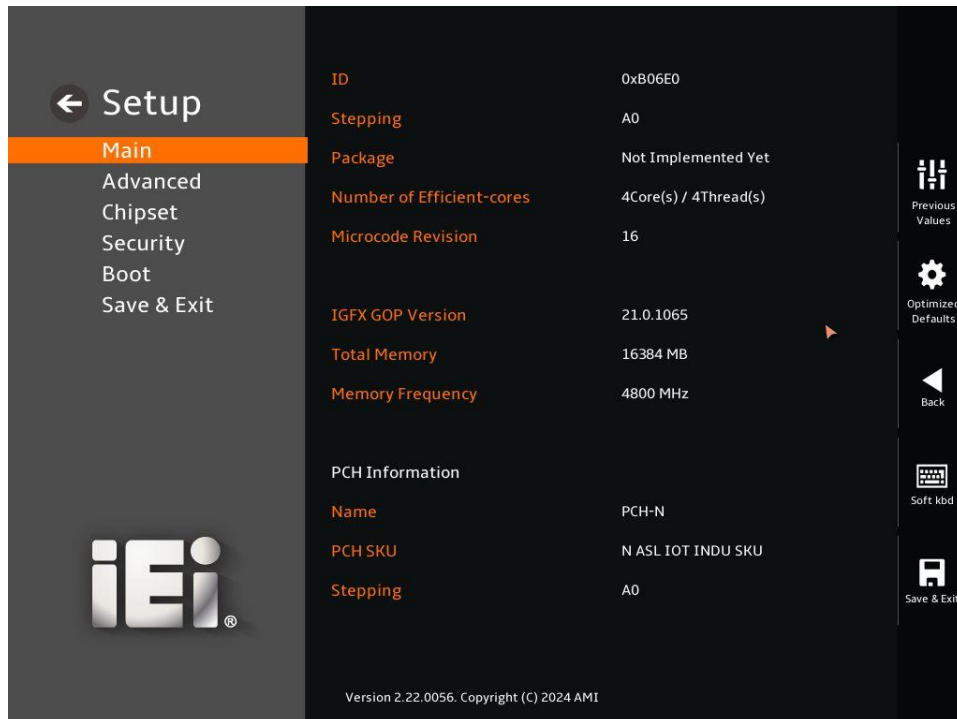 Setup
Main
Advanced
Chipset
Security
Boot
Save & Exit
iEi®
ID 0xB06E0
Stepping A0
Package Not Implemented Yet
Number of Efficient-cores 4Core(s) / 4Thread(s)
Microcode Revision 16
IGFX GOP Version 21.0.1065
Total Memory 16384 MB
Memory Frequency 4800 MHz
PCH Information
Name PCH-N
PCH SKU N ASL IOT INDU SKU
Stepping A0
Version 2.22.0056. Copyright (C) 2024 AMI
Previous
Values
Optimized
Defaults
Back
Soft kbd
Save & Exit